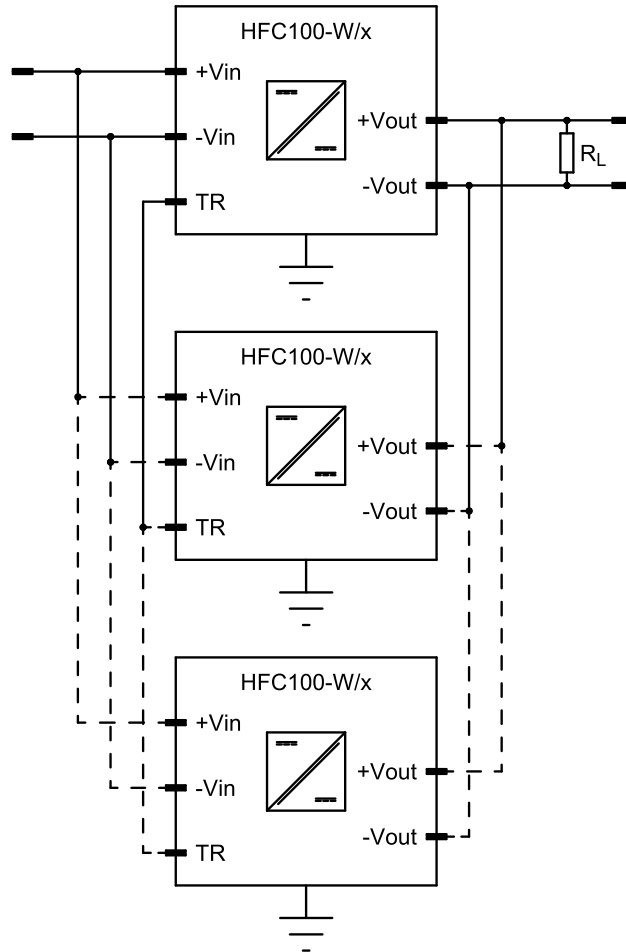 HFC100-W/x
+Vin
-Vin
TR
+Vout
-Vout
RL
HFC100-W/x
+Vin
-Vin
TR
+Vout
-Vout
HFC100-W/x
+Vin
-Vin
TR
+Vout
-Vout